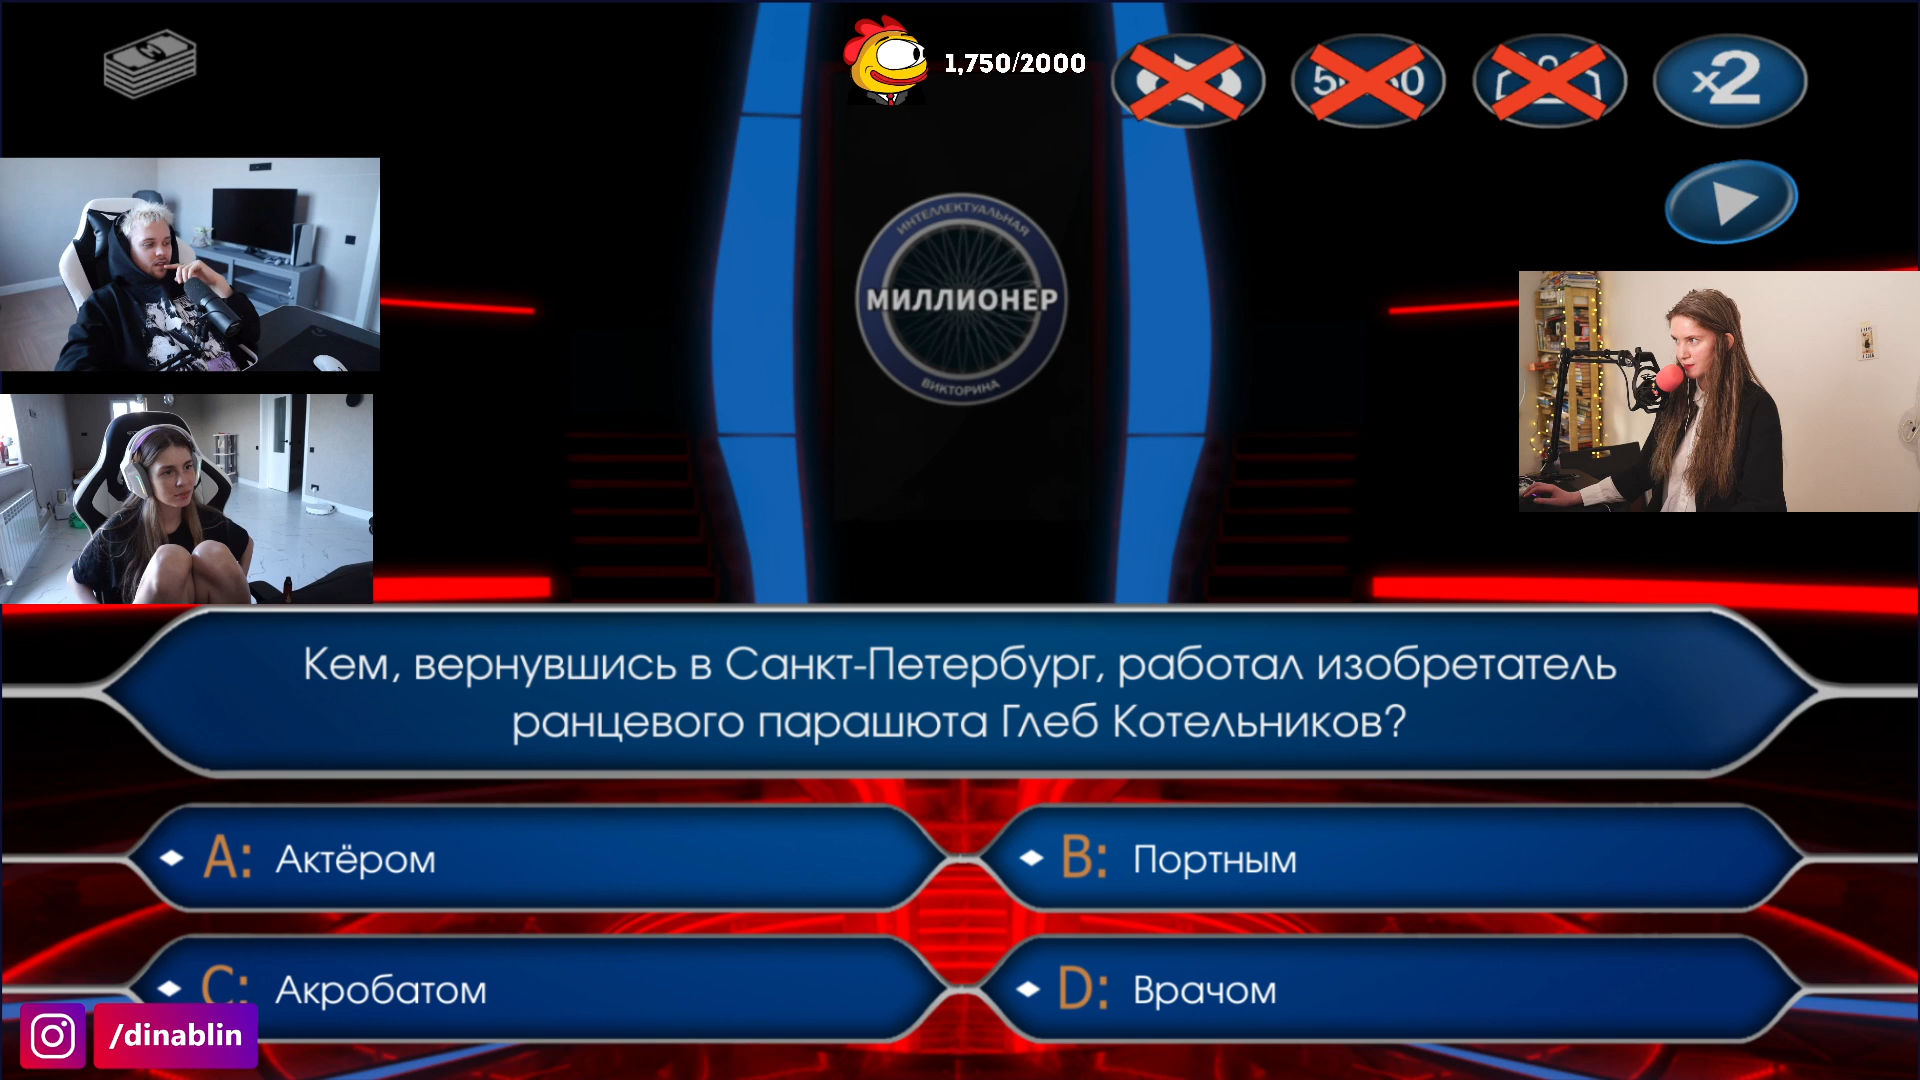 1,750/2000
x2
ИНТЕЛЛЕКТУАЛЬНАЯ
МИЛЛИОНЕР
ВИКТОРИНА
Кем, вернувшись в Санкт-Петербург, работал изобретатель
ранцевого парашюта Глеб Котельников?
A: Актёром
B: Портным
C: Акробатом
D: Врачом
/dinablin